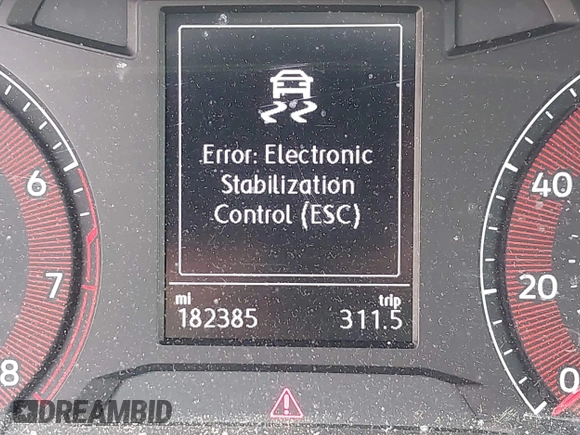 Error: Electronic
Stabilization
Control (ESC)
mi trip
182385 311.5
6
7
8
40
20
0
DREAMBID